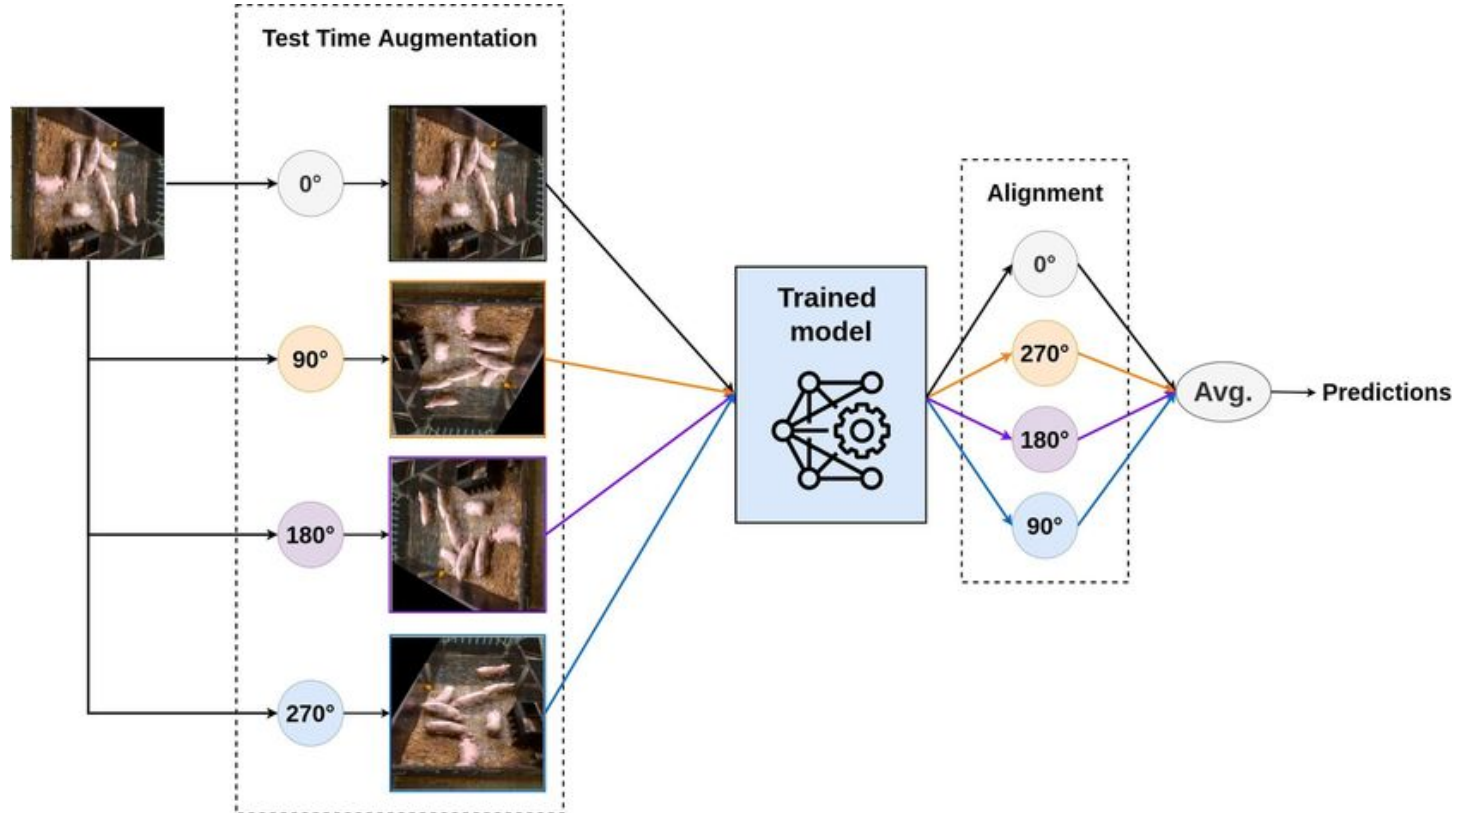 Test Time Augmentation
0°
90°
180°
270°
Trained
model
Alignment
0°
270°
180°
90°
Avg.
Predictions